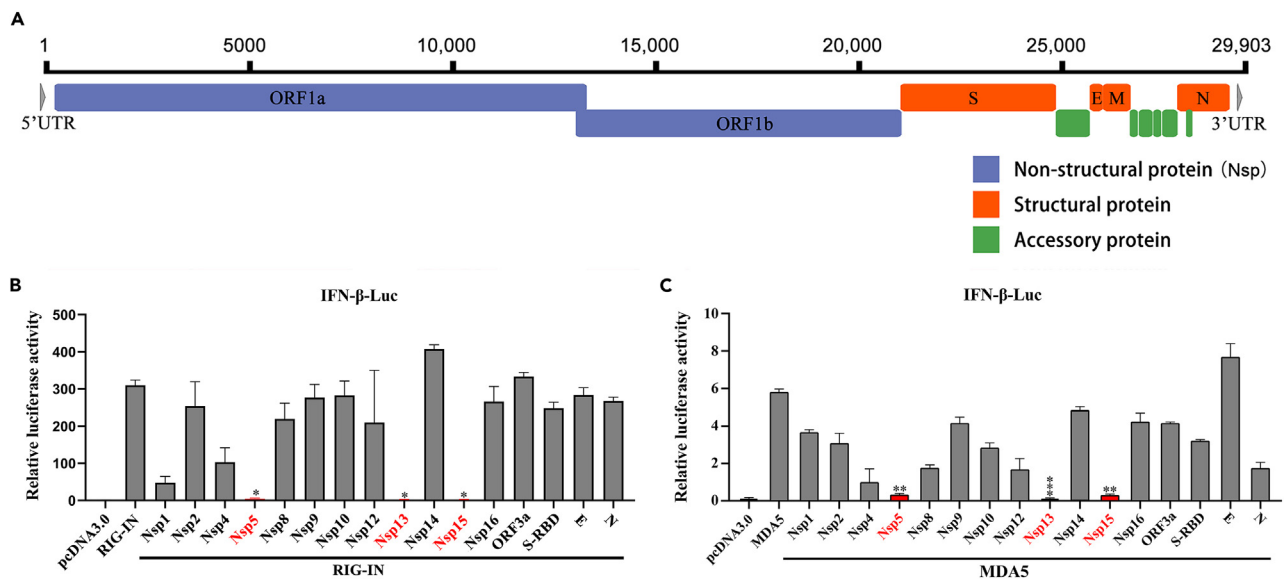 A
1 5000 10,000 15,000 20,000 25,000 29,903
ORF1a S E M N
5'UTR ORF1b 3'UTR
Non-structural protein (Nsp)
Structural protein
Accessory protein
B
IFN-β-Luc
Relative luciferase activity
500
400
300
200
100
0
* * *
pcDNA3.0 RIG-IN Nsp1 Nsp2 Nsp4 Nsp5 Nsp8 Nsp9 Nsp10 Nsp12 Nsp13 Nsp14 Nsp15 Nsp16 ORF3a S-RBD E N
RIG-IN
C
IFN-β-Luc
Relative luciferase activity
8
6
4
2
0
** *** **
pcDNA3.0 MDA5 Nsp1 Nsp2 Nsp4 Nsp5 Nsp8 Nsp9 Nsp10 Nsp12 Nsp13 Nsp14 Nsp15 Nsp16 ORF3a S-RBD E N
MDA5